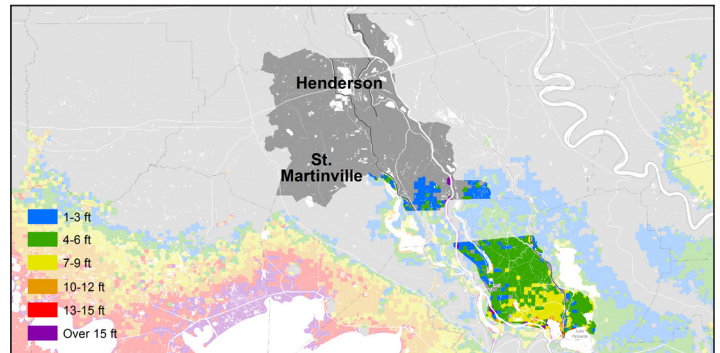 Henderson
St.
Martinville
1-3 ft
4-6 ft
7-9 ft
10-12 ft
13-15 ft
Over 15 ft